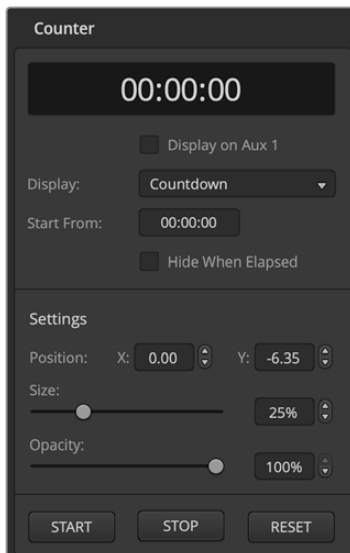 Counter
00:00:00
Display on Aux 1
Display: Countdown
Start From: 00:00:00
Hide When Elapsed
Settings
Position: X: 0.00 Y: -6.35
Size:
25%
Opacity:
100%
START STOP RESET